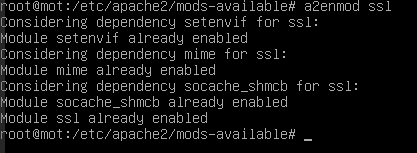 root@mot:/etc/apache2/mods-available# a2enmod ssl
Considering dependency setenvif for ssl:
Module setenvif already enabled
Considering dependency mime for ssl:
Module mime already enabled
Considering dependency socache_shmcb for ssl:
Module socache_shmcb already enabled
Module ssl already enabled
root@mot:/etc/apache2/mods-available# _